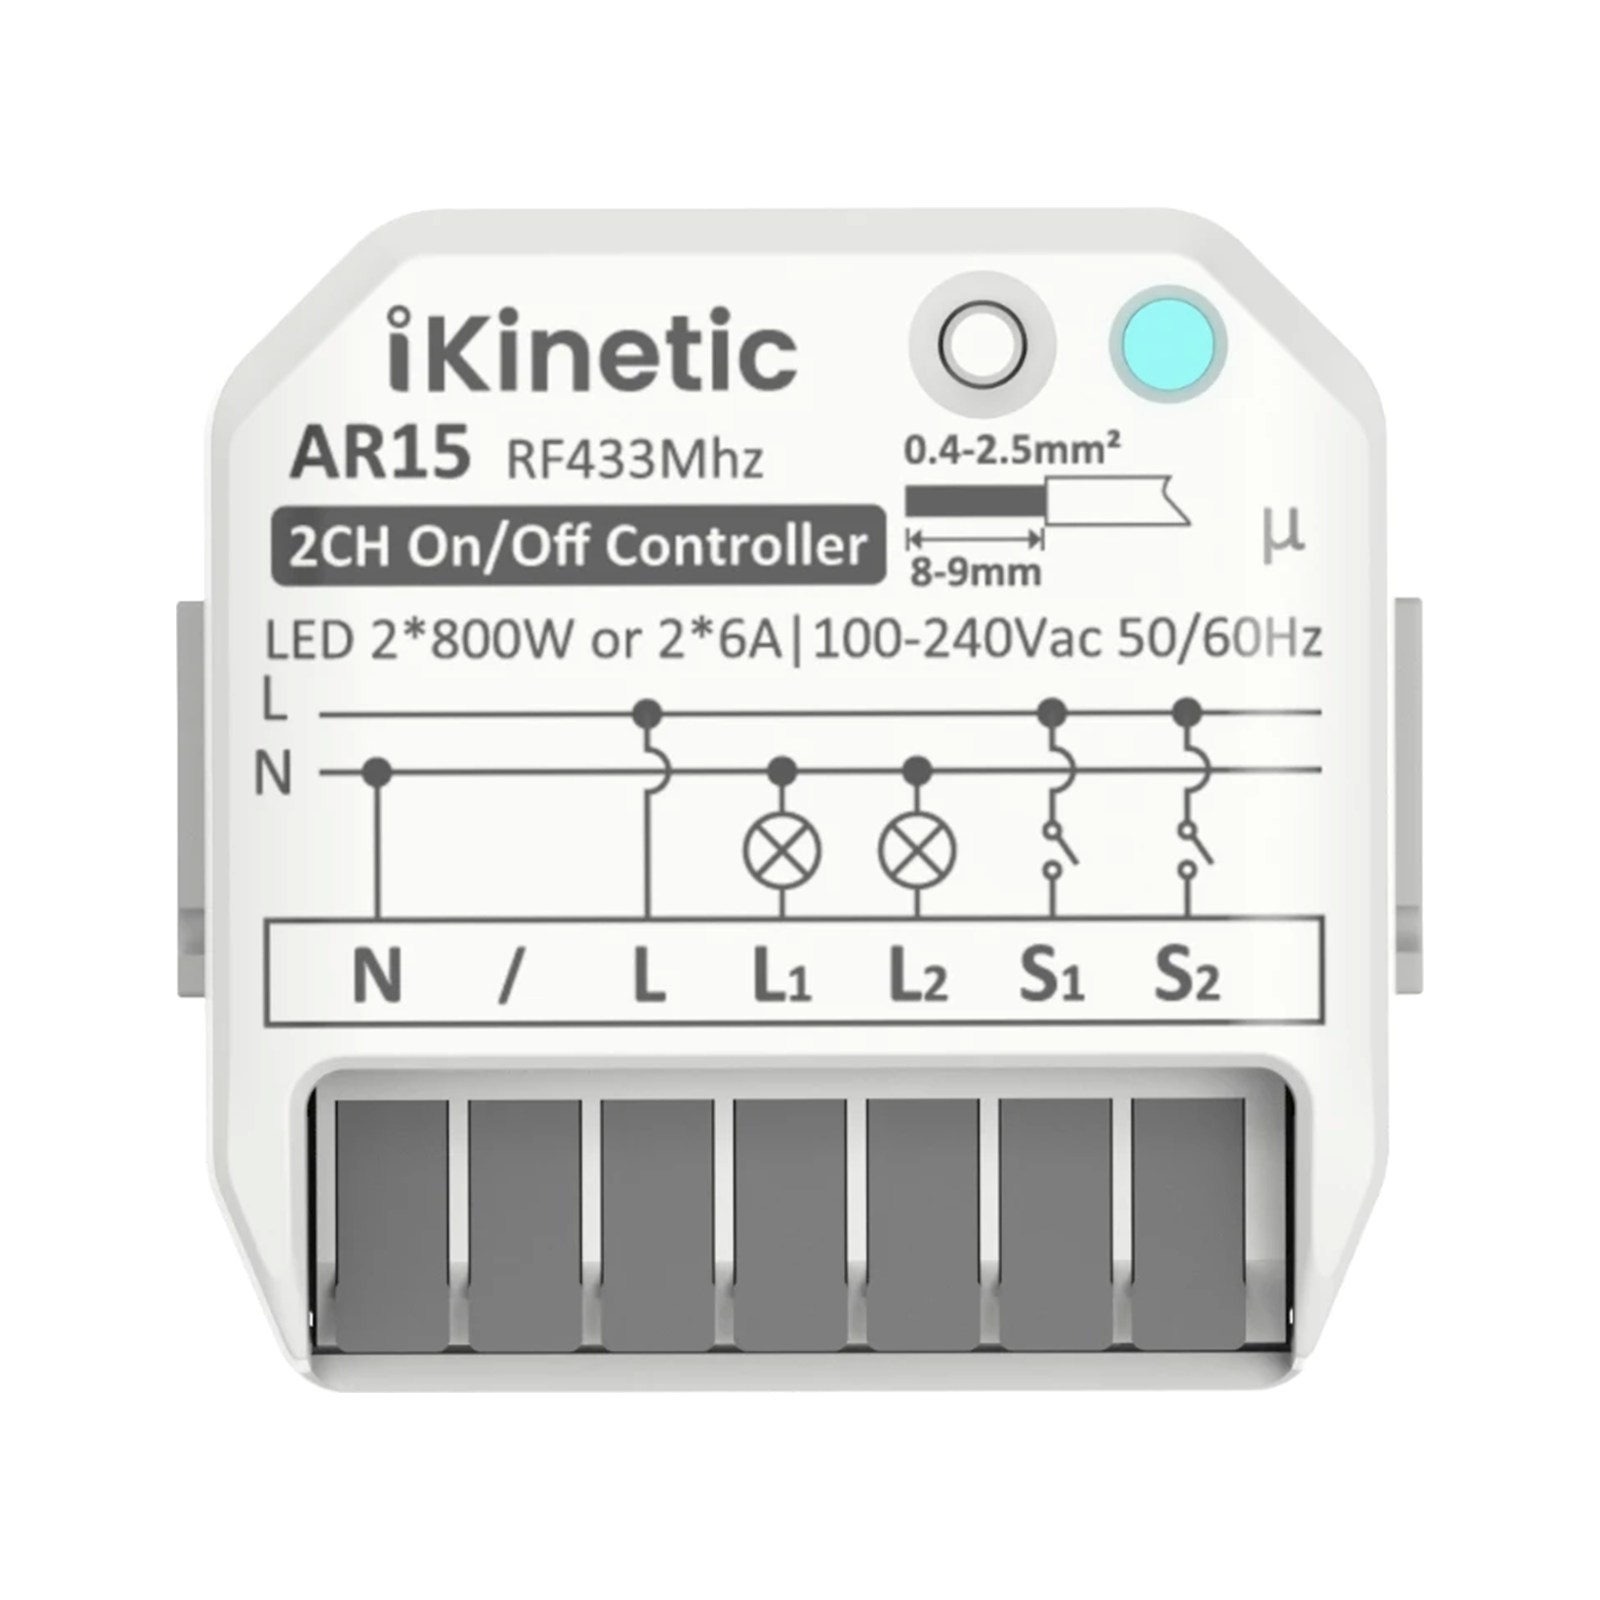 iKinetic
AR15 RF433Mhz
0.4-2.5mm²
2CH On/Off Controller
8-9mm
μ
LED 2*800W or 2*6A|100-240Vac 50/60Hz
L
N
N / L L1 L2 S1 S2